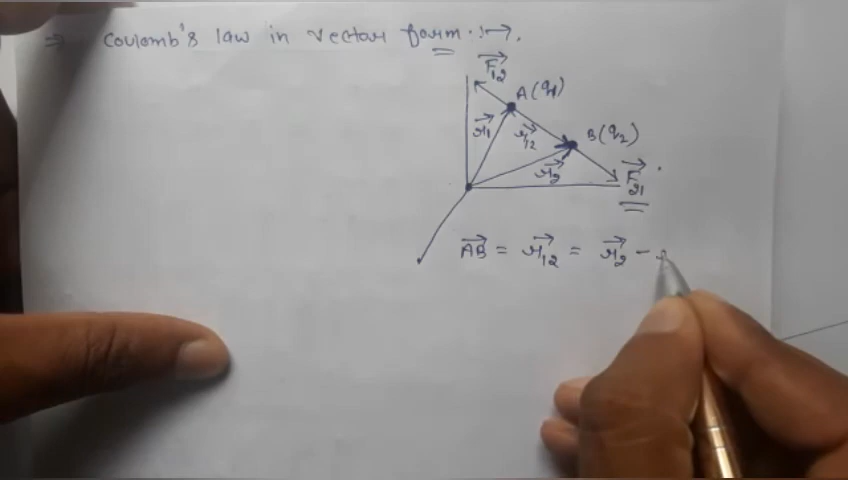 ⇒ Coulomb's law in vector form :→.
F⃗₁₂
A(q₁)
r⃗₁
r⃗₁₂
B(q₂)
r⃗₂
F⃗₂₁
A⃗B⃗ = r⃗₁₂ = r⃗₂ −